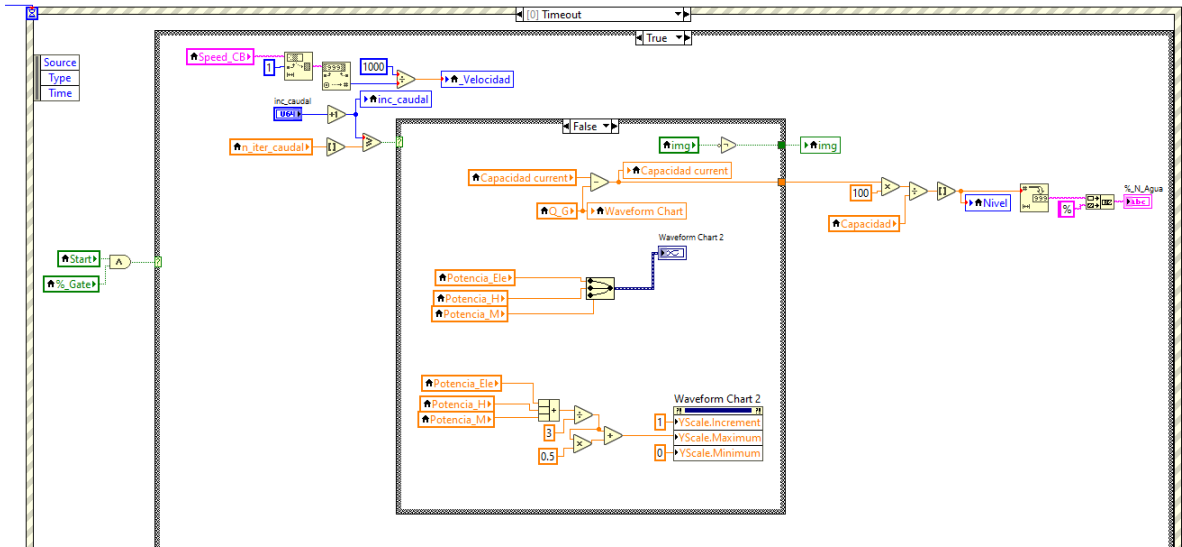 [0] Timeout
True
Source
Type
Time
Speed_CB
1
1000
_Velocidad
inc_caudal
U64
+1
inc_caudal
n_iter_caudal
False
img
img
Capacidad current
Capacidad current
Q_G
Waveform Chart
100
Capacidad
Nivel
%
%_N_Agua
abc
Start
%_Gate
Waveform Chart 2
Potencia_Ele
Potencia_H
Potencia_M
Potencia_Ele
Potencia_H
Potencia_M
3
0.5
Waveform Chart 2
1
YScale.Increment
YScale.Maximum
0
YScale.Minimum